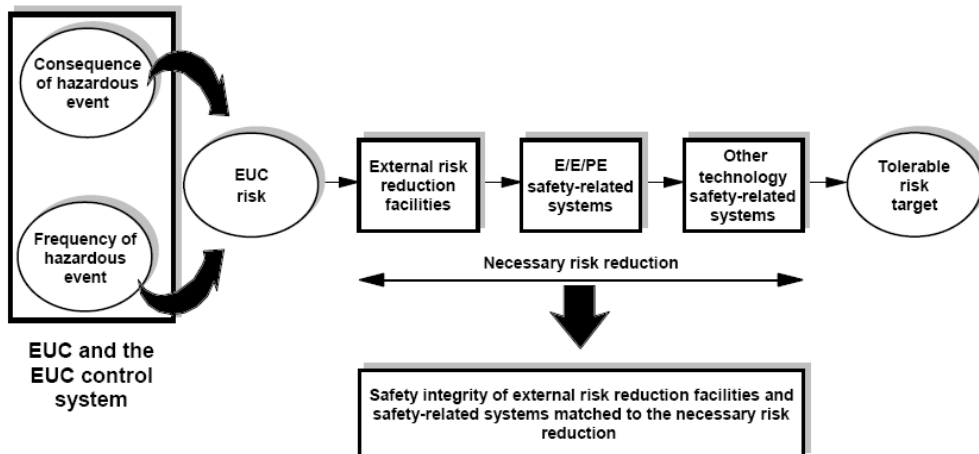 Consequence
of hazardous
event
Frequency of
hazardous
event
EUC and the
EUC control
system
EUC
risk
External risk
reduction
facilities
E/E/PE
safety-related
systems
Other
technology
safety-related
systems
Tolerable
risk
target
Necessary risk reduction
Safety integrity of external risk reduction facilities and
safety-related systems matched to the necessary risk
reduction